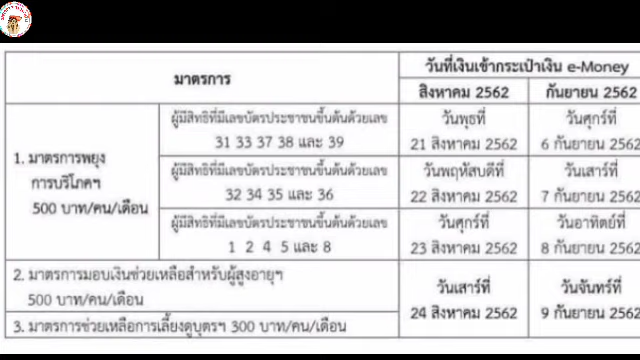 มาตรการ
วันที่เงินเข้ากระเป๋าเงิน e-Money
สิงหาคม 2562
กันยายน 2562
1. มาตรการพยุง
การบริโภคฯ
500 บาท/คน/เดือน
ผู้มีสิทธิที่มีเลขบัตรประชาชนขึ้นต้นด้วยเลข
31 33 37 38 และ 39
วันพุธที่
21 สิงหาคม 2562
วันศุกร์ที่
6 กันยายน 2562
ผู้มีสิทธิที่มีเลขบัตรประชาชนขึ้นต้นด้วยเลข
32 34 35 และ 36
วันพฤหัสบดีที่
22 สิงหาคม 2562
วันเสาร์ที่
7 กันยายน 2562
ผู้มีสิทธิที่มีเลขบัตรประชาชนขึ้นต้นด้วยเลข
1 2 4 5 และ 8
วันศุกร์ที่
23 สิงหาคม 2562
วันอาทิตย์ที่
8 กันยายน 2562
2. มาตรการมอบเงินช่วยเหลือสำหรับผู้สูงอายุฯ
500 บาท/คน/เดือน
3. มาตรการช่วยเหลือการเลี้ยงดูบุตรฯ 300 บาท/คน/เดือน
วันเสาร์ที่
24 สิงหาคม 2562
วันจันทร์ที่
9 กันยายน 2562